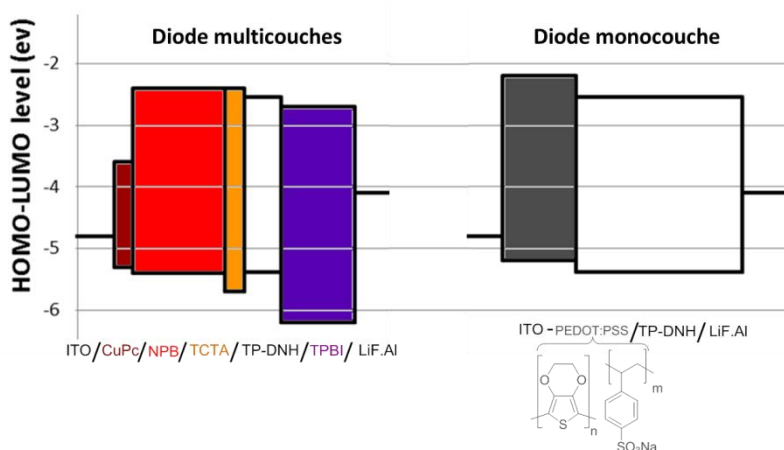 Diode multicouches
Diode monocouche
HOMO-LUMO level (ev)
-2
-3
-4
-5
-6
ITO/CuPc/NPB/TCTA/TP-DNH/TPBI/LiF.Al
ITO-PEDOT:PSS/TP-DNH/LiF.Al
O
O
S
n
m
SO₃Na